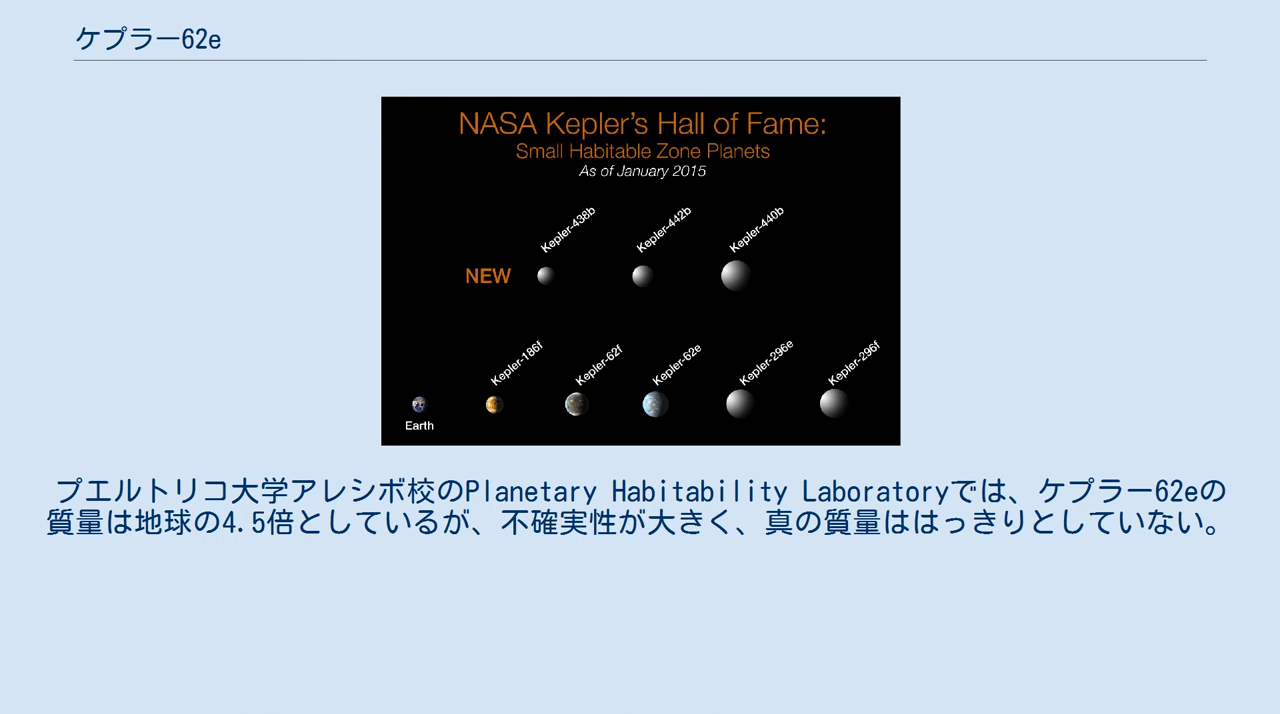 ケプラー62e
NASA Kepler's Hall of Fame:
Small Habitable Zone Planets
As of January 2015
Kepler-438b
Kepler-442b
Kepler-440b
NEW
Kepler-186f
Kepler-62f
Kepler-62e
Kepler-296e
Kepler-296f
Earth
プエルトリコ大学アレシボ校のPlanetary Habitability Laboratoryでは、ケプラー62eの
質量は地球の4.5倍としているが、不確実性が大きく、真の質量ははっきりとしていない。